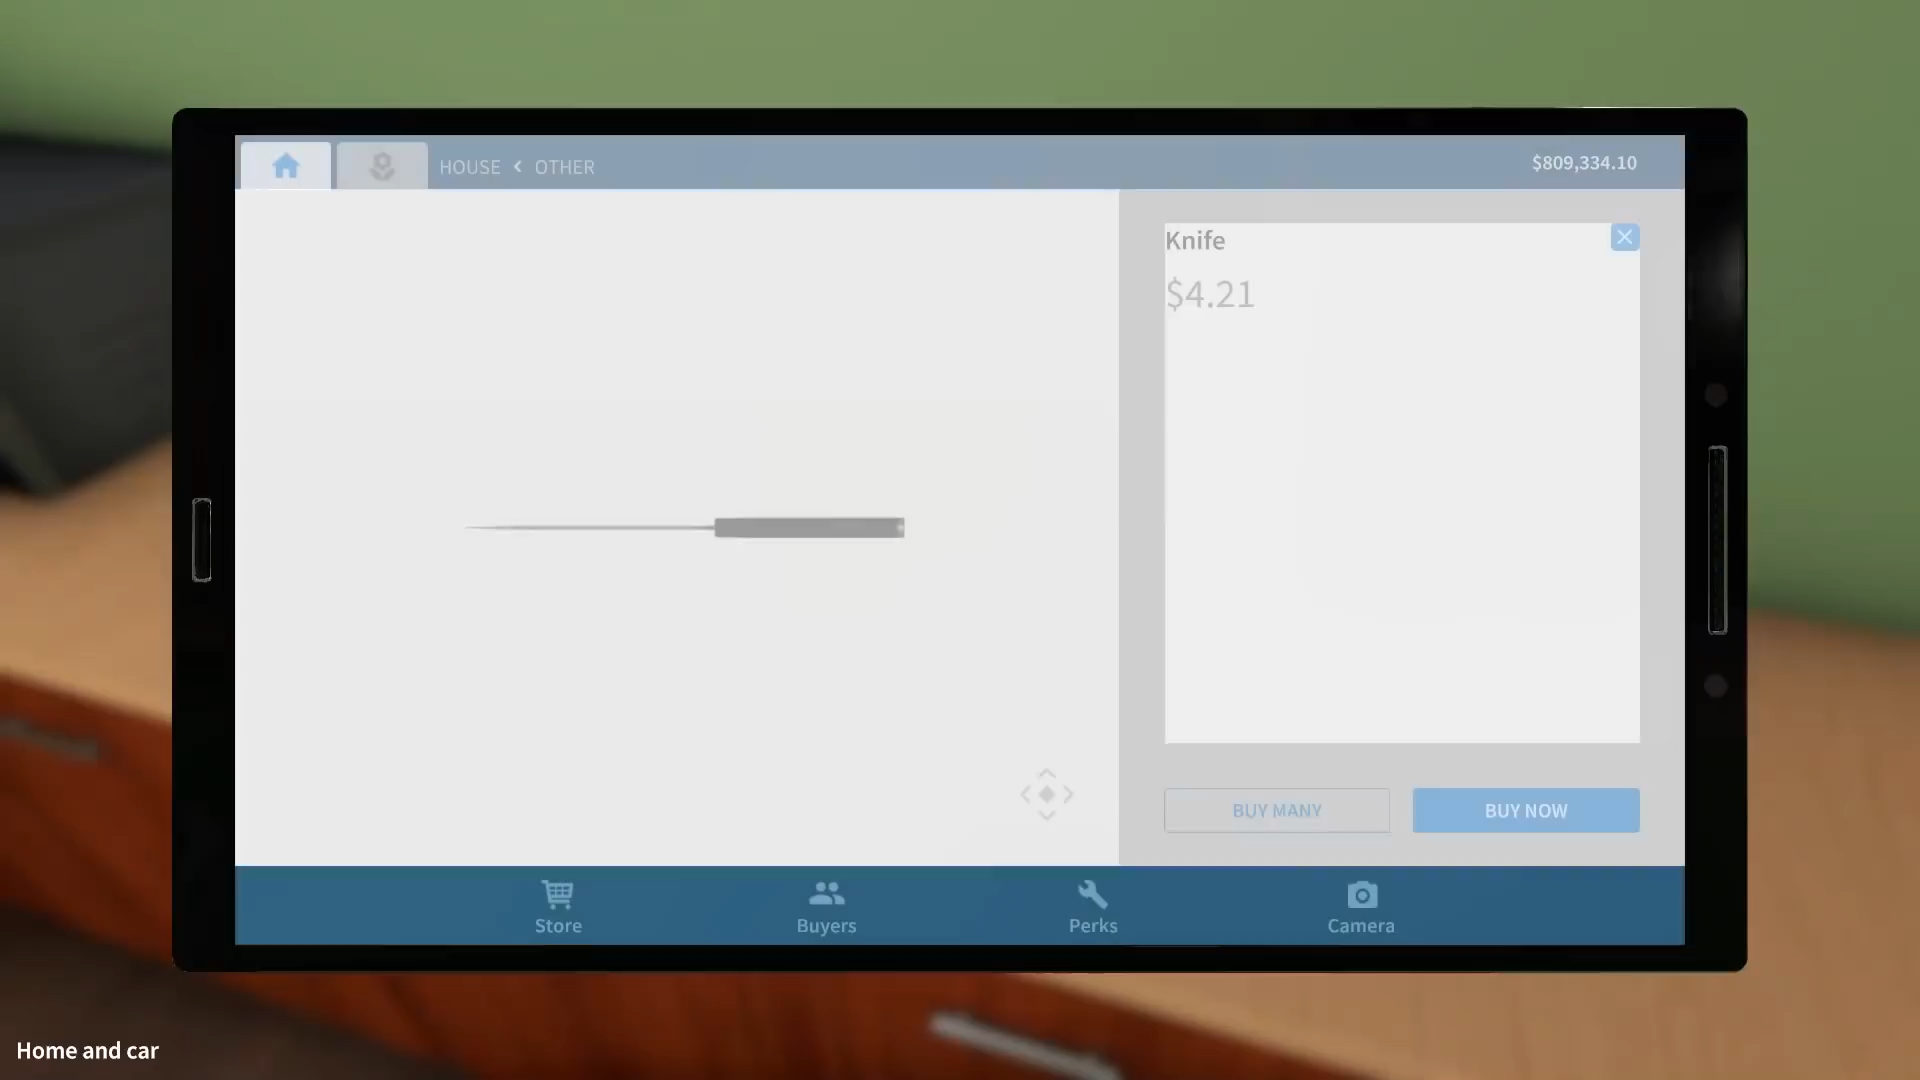 HOUSE < OTHER
$809,334.10
Knife
$4.21
BUY MANY
BUY NOW
Store
Buyers
Perks
Camera
Home and car